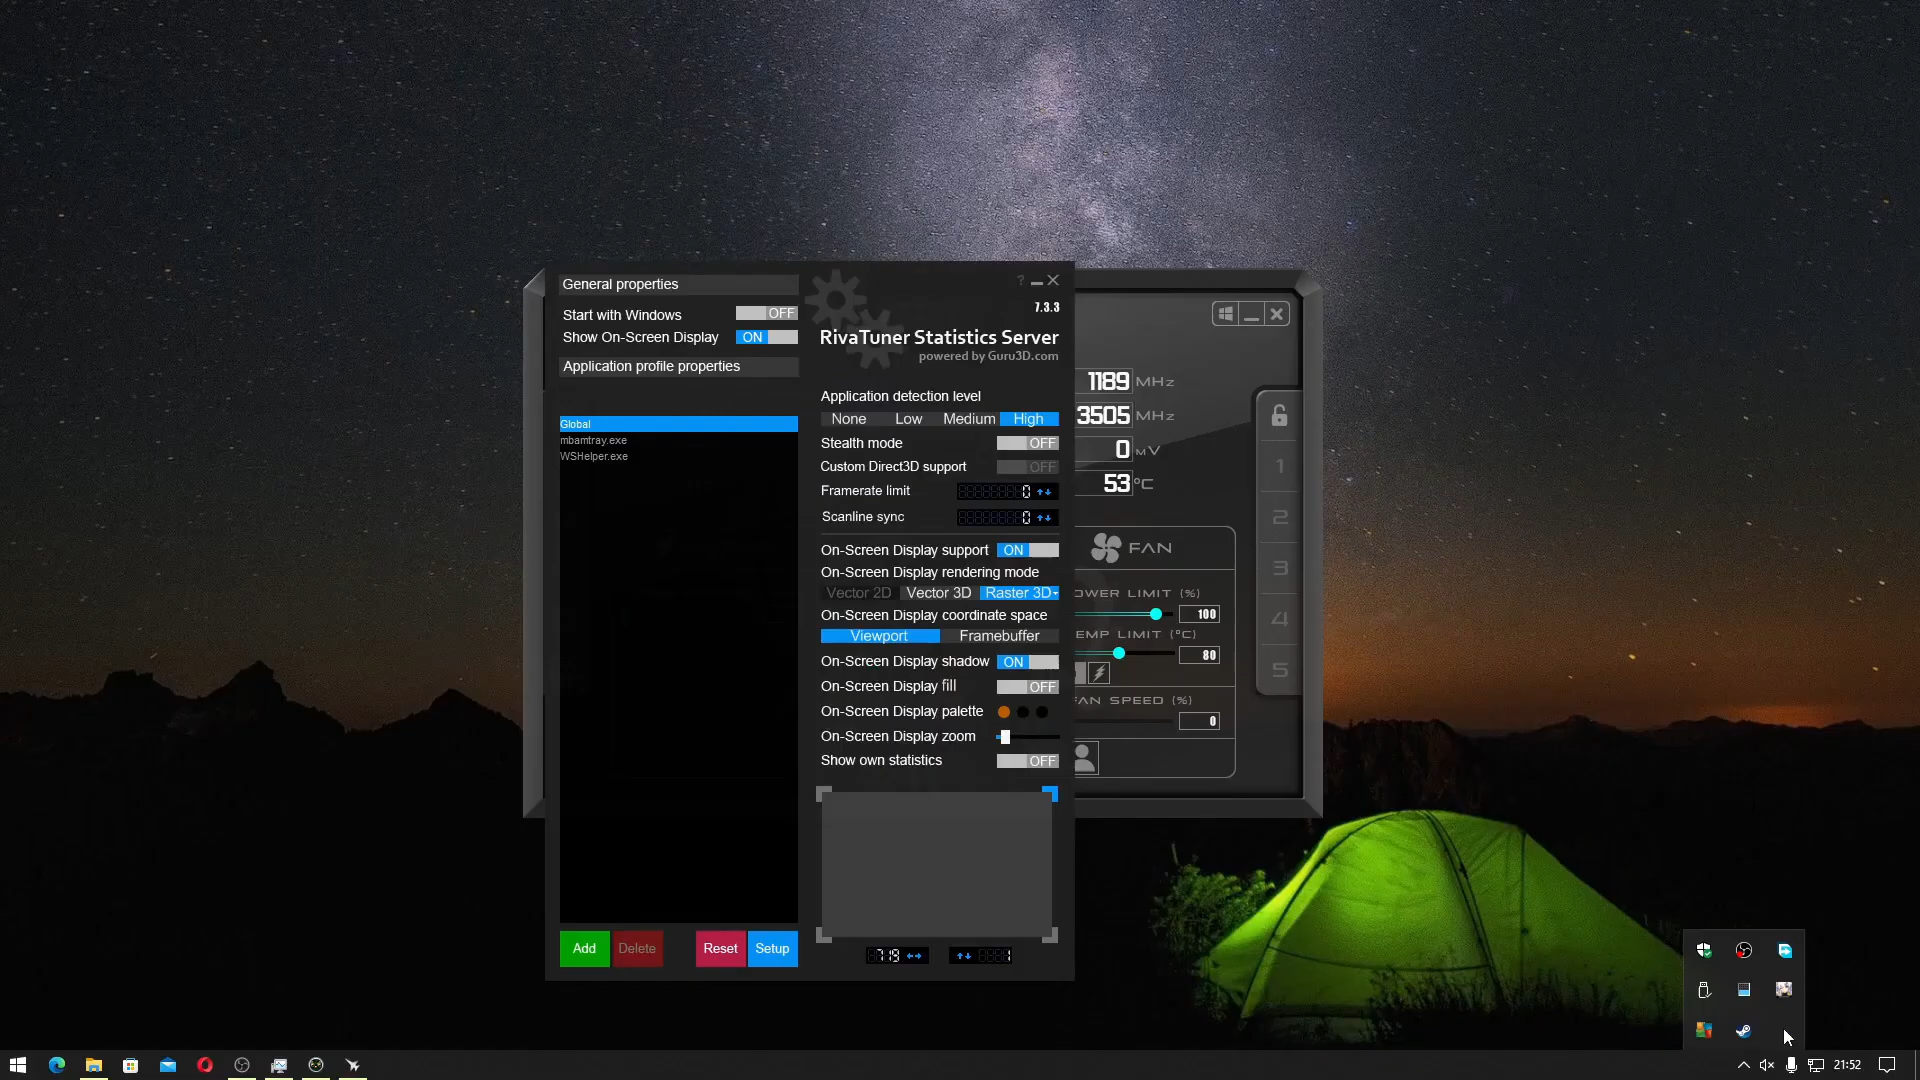 General properties
Start with Windows OFF
Show On-Screen Display ON
Application profile properties
Global
mbamtray.exe
WSHelper.exe
Add
Delete
Reset
Setup
?
7.3.3
RivaTuner Statistics Server
powered by Guru3D.com
Application detection level
None Low Medium High
Stealth mode OFF
Custom Direct3D support OFF
Framerate limit 0
Scanline sync 0
On-Screen Display support ON
On-Screen Display rendering mode
Vector 2D Vector 3D Raster 3D
On-Screen Display coordinate space
Viewport Framebuffer
On-Screen Display shadow ON
On-Screen Display fill OFF
On-Screen Display palette
On-Screen Display zoom
Show own statistics OFF
719 1
1189 MHz
3505 MHz
0 mV
53 °C
FAN
OWER LIMIT (%)
100
EMP LIMIT (°C)
80
FAN SPEED (%)
0
1
2
3
4
5
21:52